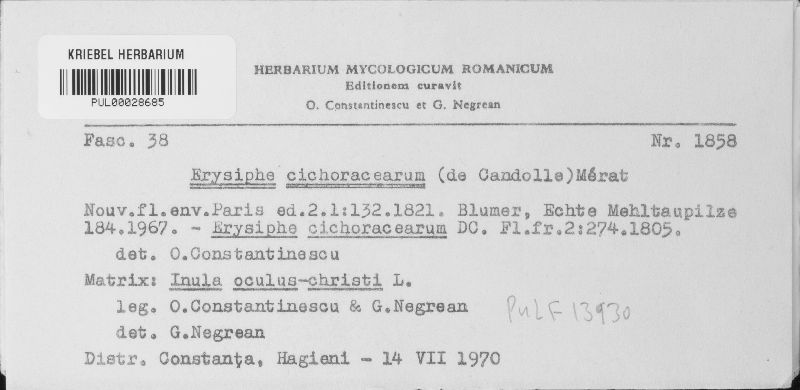 KRIEBEL HERBARIUM
PUL00028685
HERBARIUM MYCOLOGICUM ROMANICUM
Editionem curavit
O. Constantinescu et G. Negrean
Fasc. 38 Nr. 1858
Erysiphe cichoracearum (de Candolle)Mérat
Nouv.fl.env.Paris ed.2.1:132.1821. Blumer, Echte Mehltaupilze
184.1967. - Erysiphe cichoracearum DC. Fl.fr.2:274.1805.
det. O.Constantinescu
Matrix: Inula oculus-christi L.
leg. O.Constantinescu & G.Negrean
PULF 13930
det. G.Negrean
Distr. Constanţa, Hagieni - 14 VII 1970